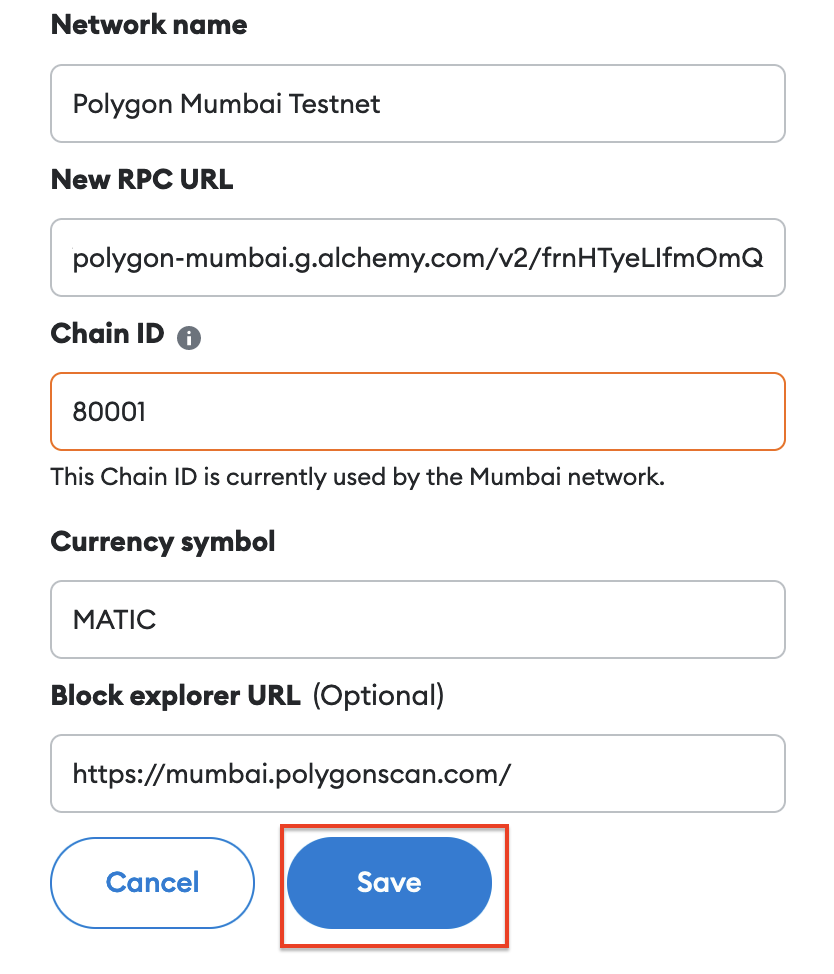 Network name
Polygon Mumbai Testnet
New RPC URL
polygon-mumbai.g.alchemy.com/v2/frnHTyeLIfmOmQ
Chain ID
80001
This Chain ID is currently used by the Mumbai network.
Currency symbol
MATIC
Block explorer URL (Optional)
https://mumbai.polygonscan.com/
Cancel
Save